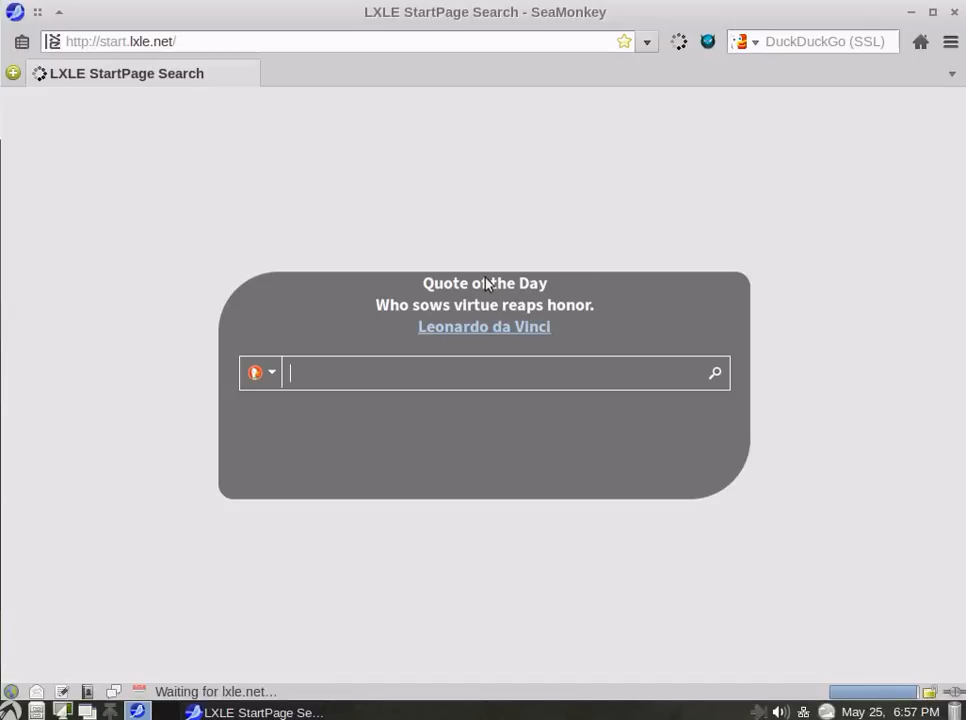 LXLE StartPage Search - SeaMonkey
http://start.lxle.net/
DuckDuckGo (SSL)
LXLE StartPage Search
Quote of the Day
Who sows virtue reaps honor.
Leonardo da Vinci
Waiting for lxle.net...
LXLE StartPage Se...
May 25, 6:57 PM